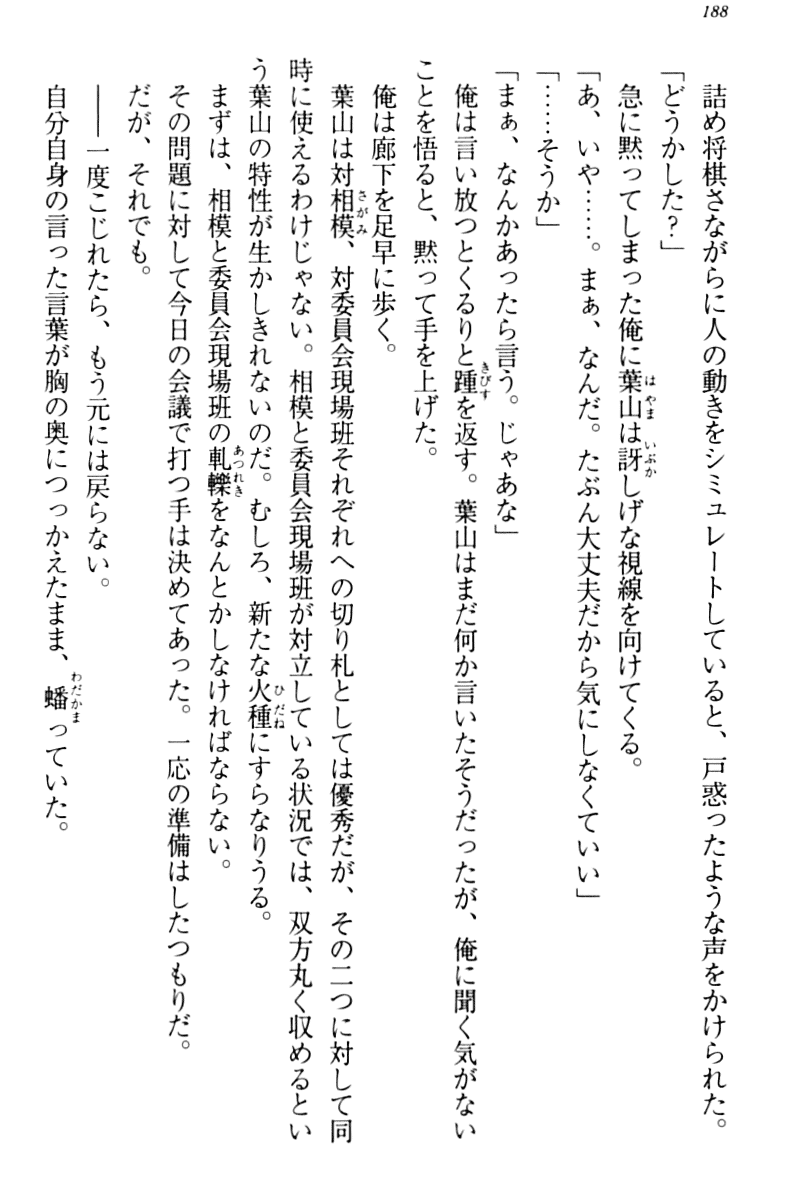 188
詰め将棋さながらに人の動きをシミュレートしていると、戸惑ったような声をかけられた。
「どうかした？」
急に黙ってしまった俺に葉山は訝しげな視線を向けてくる。
「あ、いや……。まぁ、なんだ。たぶん大丈夫だから気にしなくていい」
「……そうか」
「まぁ、なんかあったら言う。じゃあな」
俺は言い放つとくるりと踵を返す。葉山はまだ何か言いたそうだったが、俺に聞く気がない
ことを悟ると、黙って手を上げた。
俺は廊下を足早に歩く。
葉山は対相模、対委員会現場班それぞれへの切り札としては優秀だが、その二つに対して同
時に使えるわけじゃない。相模と委員会現場班が対立している状況では、双方丸く収めるとい
う葉山の特性が生かしきれないのだ。むしろ、新たな火種にすらなりうる。
まずは、相模と委員会現場班の軋轢をなんとかしなければならない。
その問題に対して今日の会議で打つ手は決めてあった。一応の準備はしたつもりだ。
だが、それでも。
――一度こじれたら、もう元には戻らない。
自分自身の言った言葉が胸の奥につっかえたまま、蟠っていた。